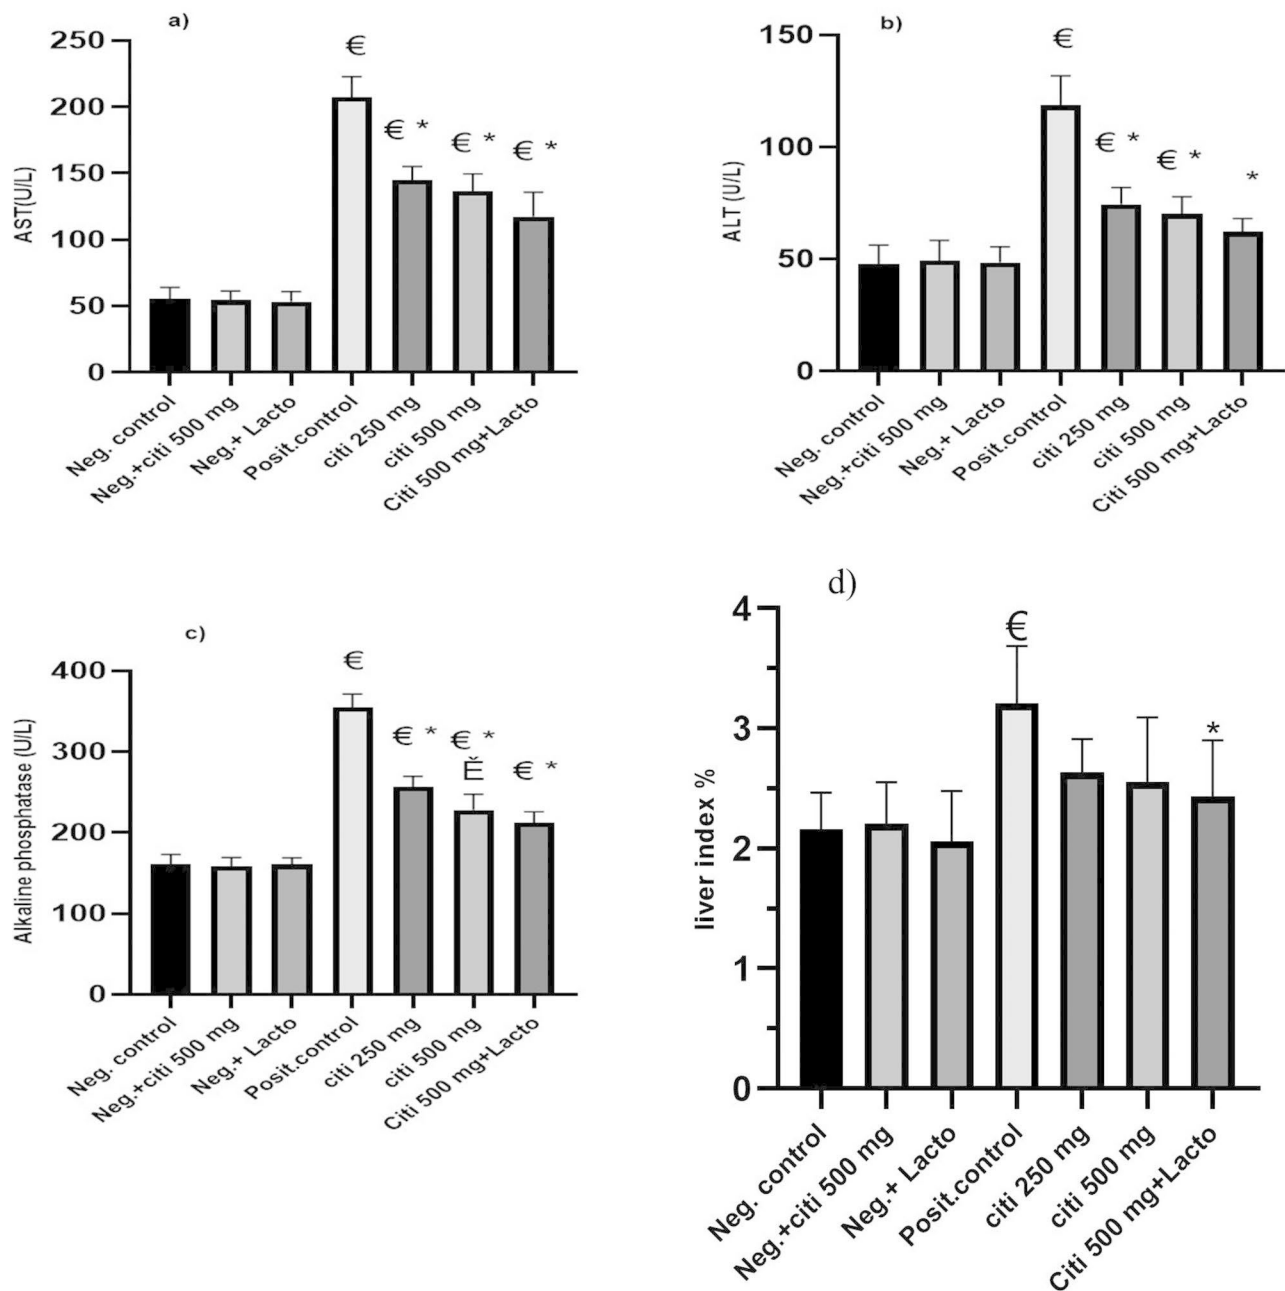 a)
AST(U/L)
250
200
150
100
50
0
€
€ *
€ *
€ *
Neg. control
Neg.+citi 500 mg
Neg.+ Lacto
Posit.control
citi 250 mg
citi 500 mg
Citi 500 mg+Lacto
b)
ALT (U/L)
150
100
50
0
€
€ *
€ *
*
Neg. control
Neg.+citi 500 mg
Neg.+ Lacto
Posit.control
citi 250 mg
citi 500 mg
Citi 500 mg+Lacto
c)
Alkaline phosphatase (U/L)
400
300
200
100
0
€
€ *
€ *
Ě
€ *
Neg. control
Neg.+citi 500 mg
Neg.+ Lacto
Posit.control
citi 250 mg
citi 500 mg
Citi 500 mg+Lacto
d)
liver index %
4
3
2
1
0
€
*
Neg. control
Neg.+citi 500 mg
Neg.+ Lacto
Posit.control
citi 250 mg
citi 500 mg
Citi 500 mg+Lacto